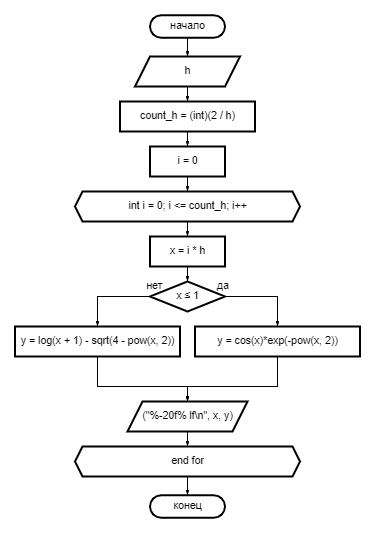 начало
h
count_h = (int)(2 / h)
i = 0
int i = 0; i <= count_h; i++
x = i * h
нет
да
x ≤ 1
y = log(x + 1) - sqrt(4 - pow(x, 2))
y = cos(x)*exp(-pow(x, 2))
("%-20f% lf\n", x, y)
end for
конец